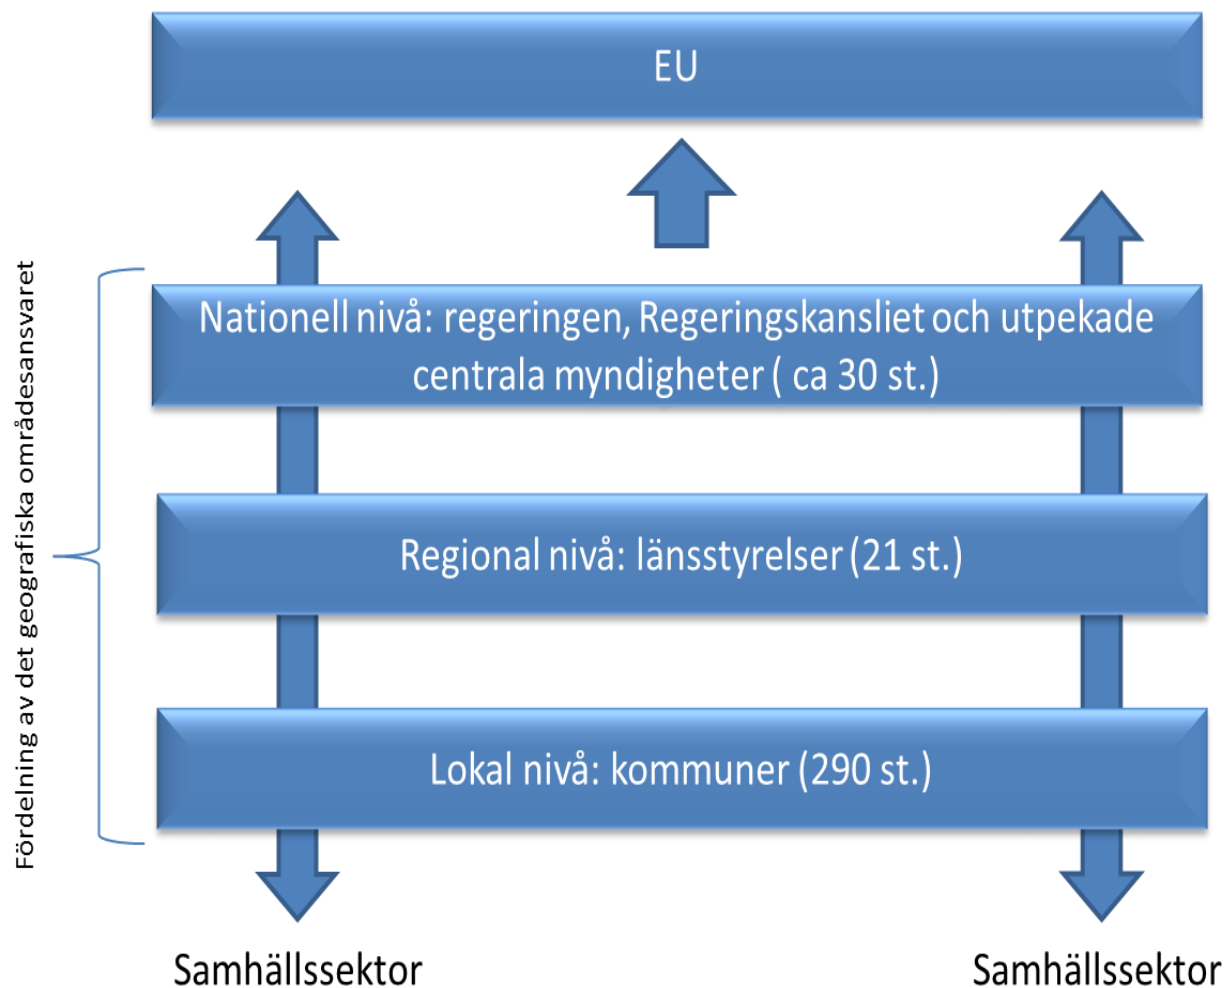 EU
Fördelning av det geografiska områdesansvaret
Nationell nivå: regeringen, Regeringskansliet och utpekade
centrala myndigheter ( ca 30 st.)
Regional nivå: länsstyrelser (21 st.)
Lokal nivå: kommuner (290 st.)
Samhällssektor
Samhällssektor